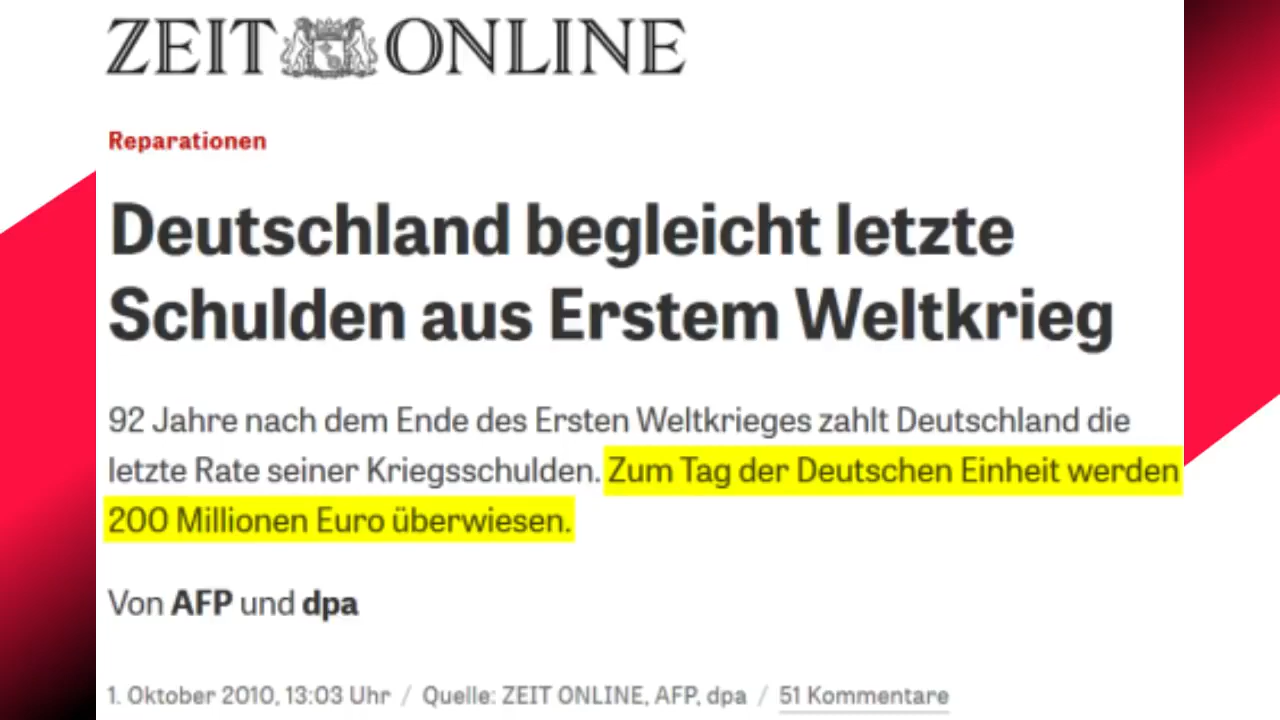 ZEIT ONLINE
Reparationen
Deutschland begleicht letzte
Schulden aus Erstem Weltkrieg
92 Jahre nach dem Ende des Ersten Weltkrieges zahlt Deutschland die
letzte Rate seiner Kriegsschulden. Zum Tag der Deutschen Einheit werden
200 Millionen Euro überwiesen.
Von AFP und dpa
1. Oktober 2010, 13:03 Uhr / Quelle: ZEIT ONLINE, AFP, dpa / 51 Kommentare